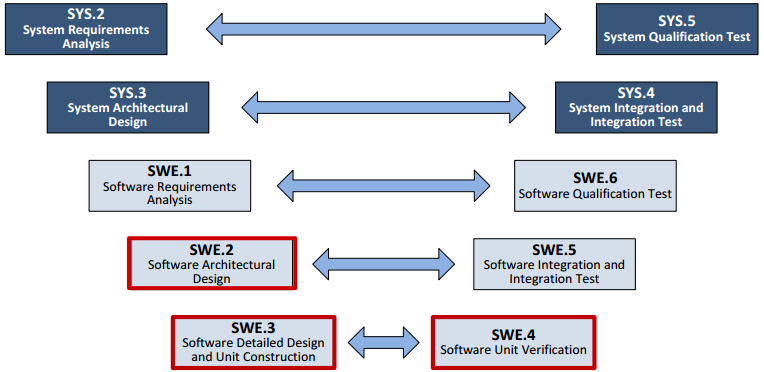 SYS.2
System Requirements
Analysis
SYS.5
System Qualification Test
SYS.3
System Architectural
Design
SYS.4
System Integration and
Integration Test
SWE.1
Software Requirements
Analysis
SWE.6
Software Qualification Test
SWE.2
Software Architectural
Design
SWE.5
Software Integration and
Integration Test
SWE.3
Software Detailed Design
and Unit Construction
SWE.4
Software Unit Verification